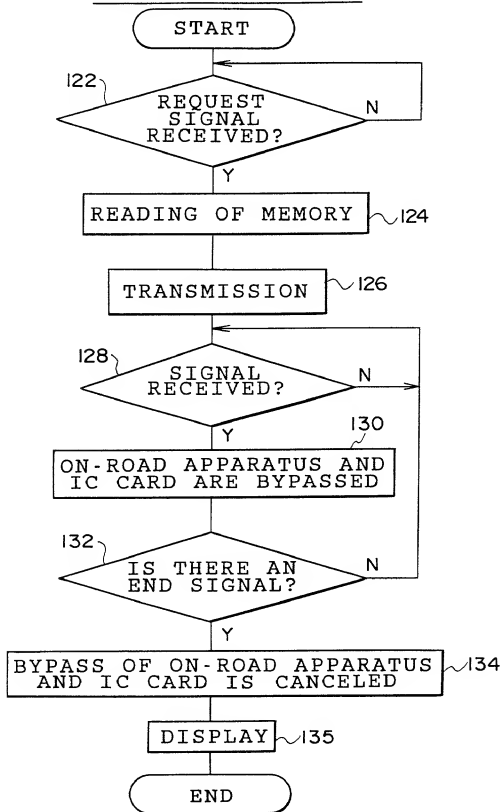 START
122
REQUEST
SIGNAL
RECEIVED?
N
Y
READING OF MEMORY
124
TRANSMISSION
126
128
SIGNAL
RECEIVED?
N
Y
130
ON-ROAD APPARATUS AND
IC CARD ARE BYPASSED
132
IS THERE AN
END SIGNAL?
N
Y
BYPASS OF ON-ROAD APPARATUS
AND IC CARD IS CANCELED
134
DISPLAY
135
END